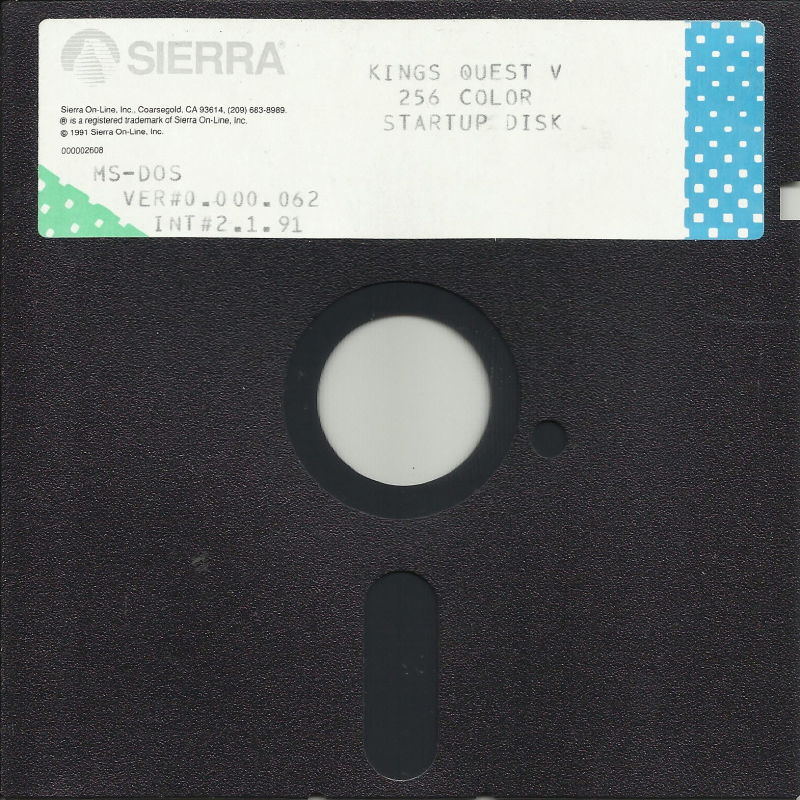 SIERRA®
KINGS QUEST V
256 COLOR
STARTUP DISK
Sierra On-Line, Inc., Coarsegold, CA 93614, (209) 683-8989.
® is a registered trademark of Sierra On-Line, Inc.
© 1991 Sierra On-Line, Inc.
000002608
MS-DOS
VER#0.000.062
INT#2.1.91